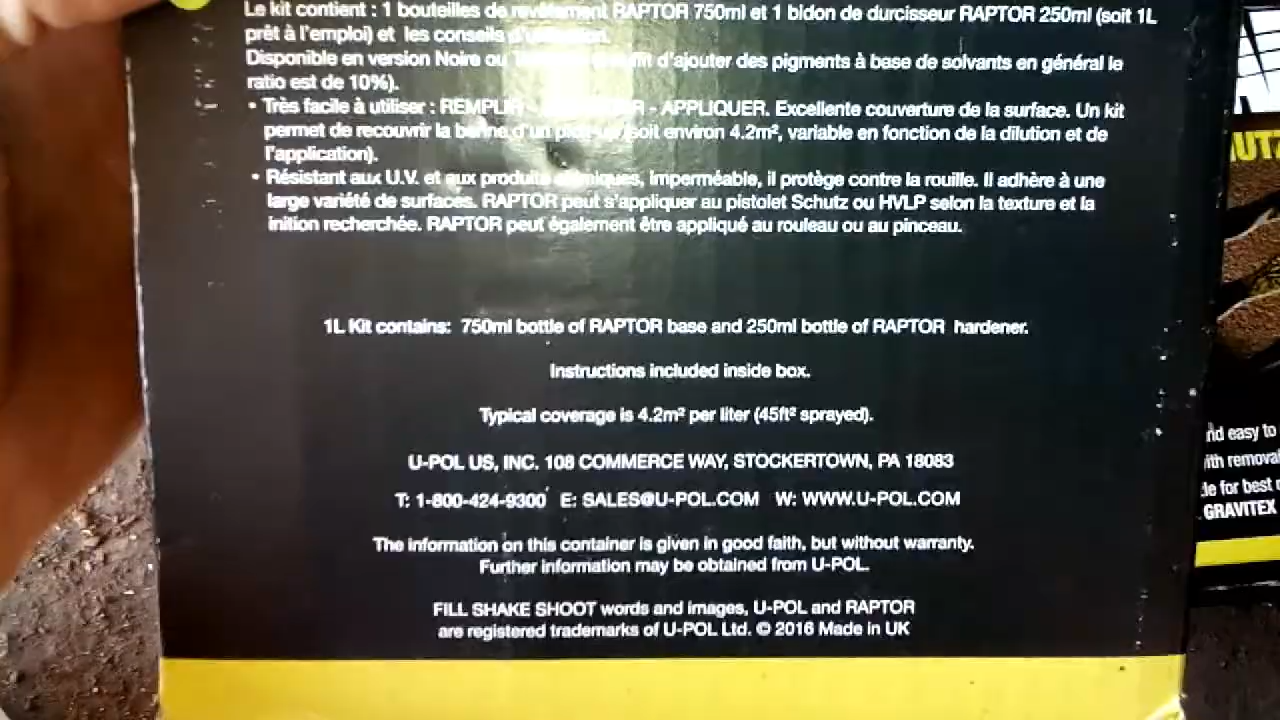 Le kit contient : 1 bouteilles de revêtement RAPTOR 750ml et 1 bidon de durcisseur RAPTOR 250ml (soit 1L
prêt à l'emploi) et les conseils d'utilisation.
Disponible en version Noire ou d'ajouter des pigments à base de solvants en général le
ratio est de 10%).
• Très facile à utiliser : REMPLIR - - APPLIQUER. Excellente couverture de la surface. Un kit
permet de recouvrir la benne d'un pick-up (soit environ 4.2m², variable en fonction de la dilution et de
l'application).
• Résistant aux U.V. et aux produits chimiques, imperméable, il protège contre la rouille. Il adhère à une
large variété de surfaces. RAPTOR peut s'appliquer au pistolet Schutz ou HVLP selon la texture et la
inition recherchée. RAPTOR peut également être appliqué au rouleau ou au pinceau.
1L Kit contains: 750ml bottle of RAPTOR base and 250ml bottle of RAPTOR hardener.
Instructions included inside box.
Typical coverage is 4.2m² per liter (45ft² sprayed).
U-POL US, INC. 108 COMMERCE WAY, STOCKERTOWN, PA 18083
T: 1-800-424-9300 E: SALES@U-POL.COM W: WWW.U-POL.COM
The information on this container is given in good faith, but without warranty.
Further information may be obtained from U-POL.
FILL SHAKE SHOOT words and images, U-POL and RAPTOR
are registered trademarks of U-POL Ltd. © 2016 Made in UK
UTZ
nd easy to
ith removal
le for best
GRAVITEX